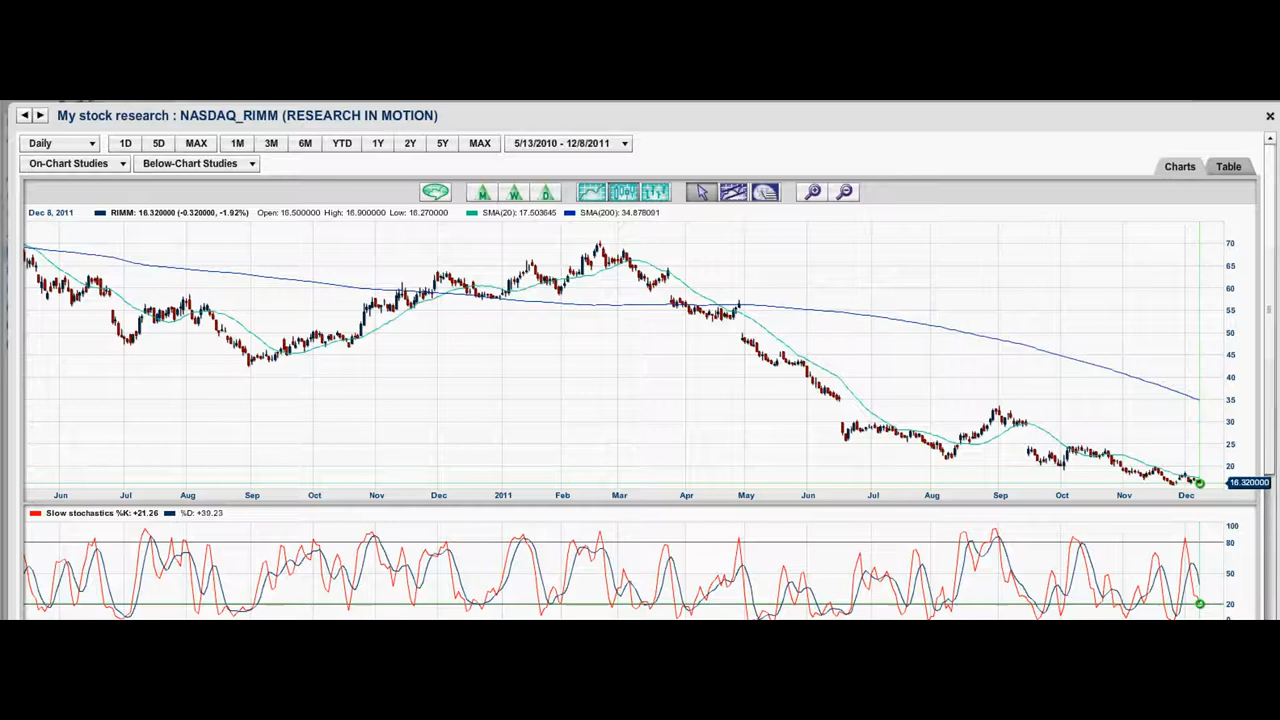 My stock research : NASDAQ_RIMM (RESEARCH IN MOTION)
Daily 1D 5D MAX 1M 3M 6M YTD 1Y 2Y 5Y MAX 5/13/2010 - 12/8/2011
On-Chart Studies Below-Chart Studies
Charts Table
M W D
Dec 8, 2011 RIMM: 16.320000 (-0.320000, -1.92%) Open: 16.500000 High: 16.900000 Low: 16.270000 SMA(20): 17.503645 SMA(200): 34.878091
70
65
60
55
50
45
40
35
30
25
20
16.320000
Jun Jul Aug Sep Oct Nov Dec 2011 Feb Mar Apr May Jun Jul Aug Sep Oct Nov Dec
Slow stochastics %K: +21.26 %D: +39.23
100
80
50
20